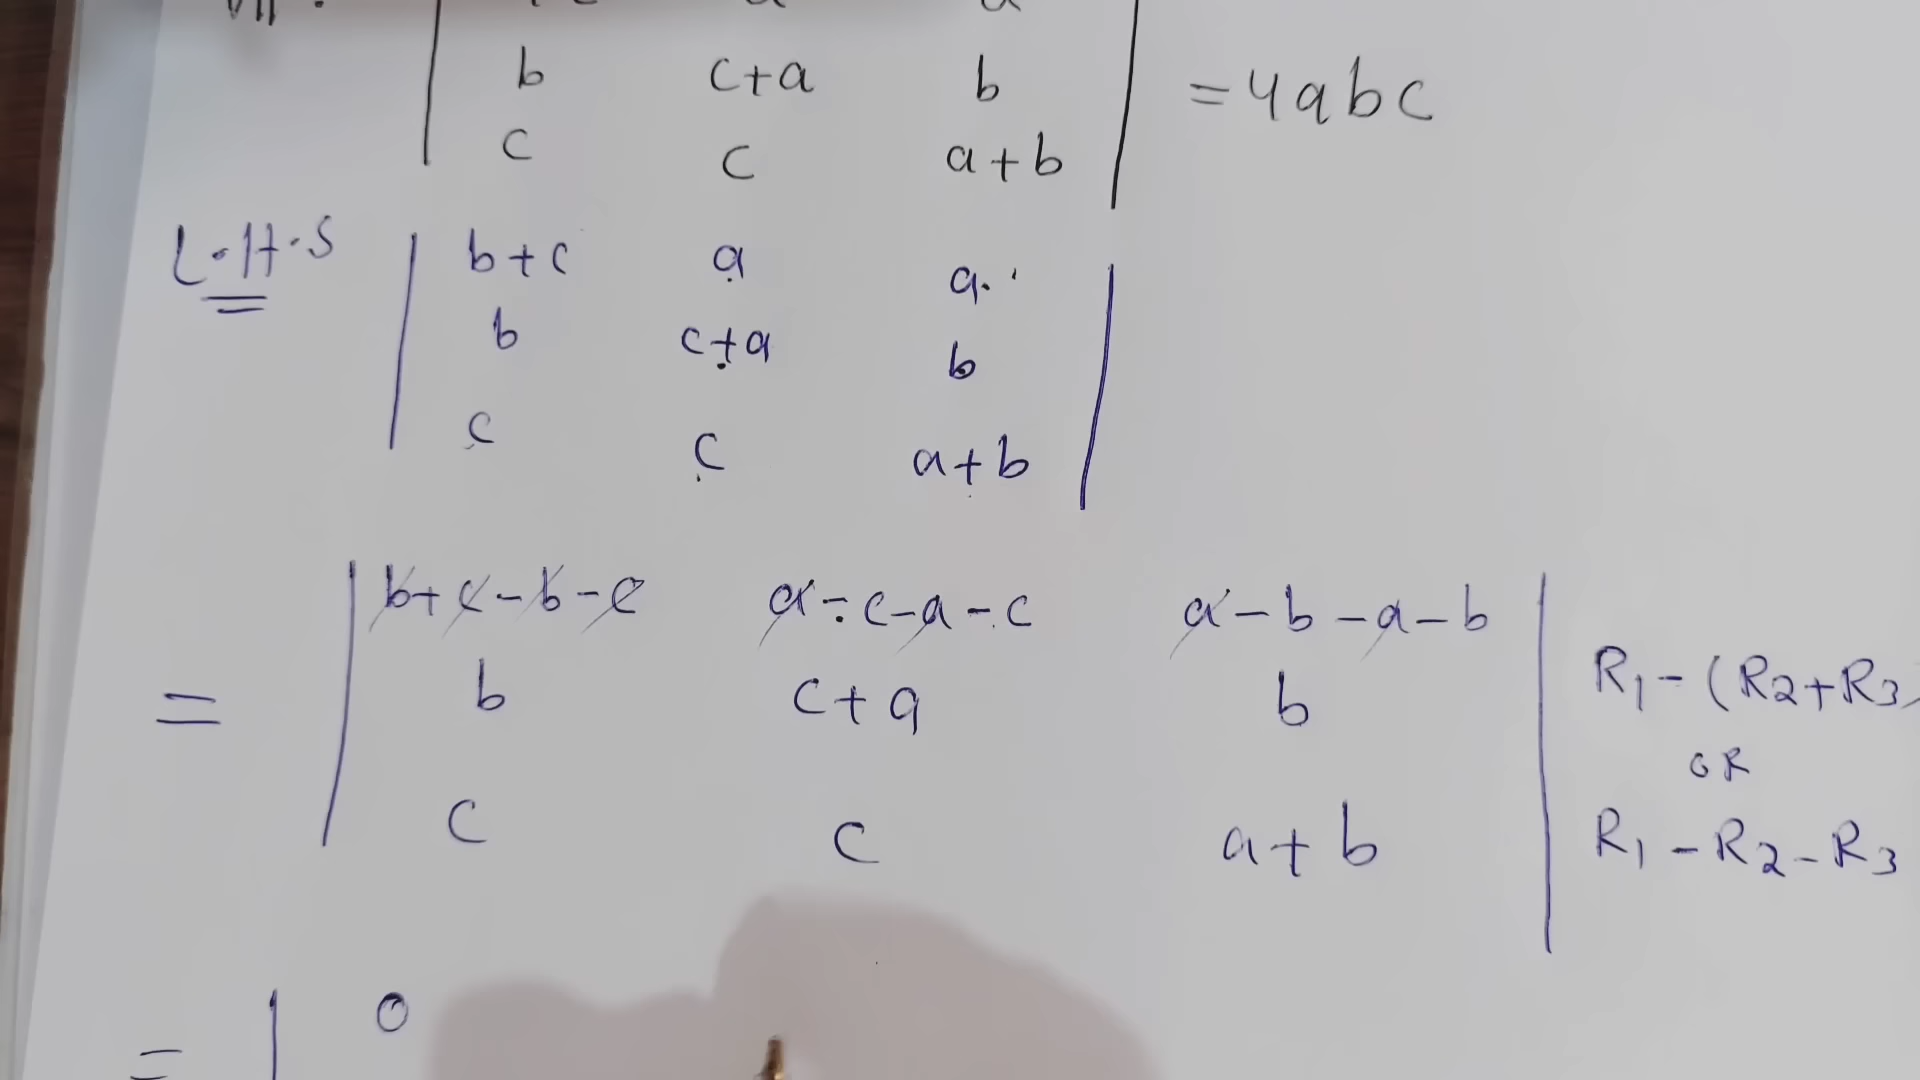 b c+a b = 4abc
c c a+b
L.H.S b+c a a
b c+a b
c c a+b
b+c-b-c a-c-a-c a-b-a-b
= b c+a b R1-(R2+R3)
OR
c c a+b R1-R2-R3
= 0